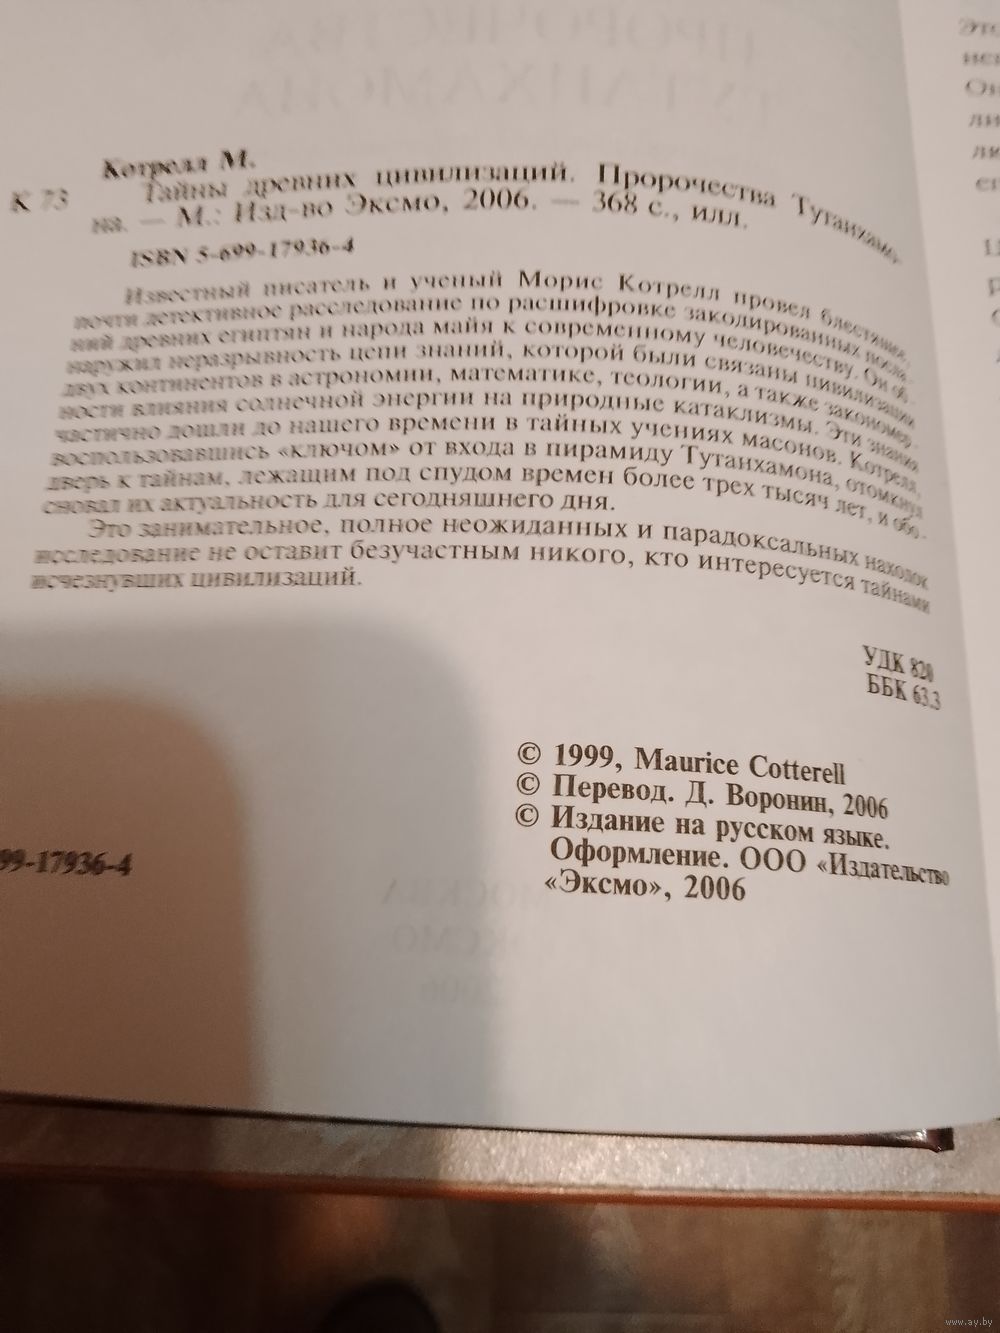 Котрелл М.
К 73
Тайны древних цивилизаций. Пророчества Тутанхамо-
на. — М.: Изд-во Эксмо, 2006. — 368 с., илл.
ISBN 5-699-17936-4
Известный писатель и ученый Морис Котрелл провел блестящее,
почти детективное расследование по расшифровке закодированных посла-
ний древних египтян и народа майя к современному человечеству. Он об-
наружил неразрывность цепи знаний, которой были связаны цивилизации
двух континентов в астрономии, математике, теологии, а также закономер-
ности влияния солнечной энергии на природные катаклизмы. Эти знания
частично дошли до нашего времени в тайных учениях масонов. Котрелл,
воспользовавшись «ключом» от входа в пирамиду Тутанхамона, отомкнул
дверь к тайнам, лежащим под спудом времен более трех тысяч лет, и обо-
сновал их актуальность для сегодняшнего дня.
Это занимательное, полное неожиданных и парадоксальных находок
исследование не оставит безучастным никого, кто интересуется тайнами
исчезнувших цивилизаций.
УДК 820
ББК 63.3
© 1999, Maurice Cotterell
© Перевод. Д. Воронин, 2006
© Издание на русском языке.
Оформление. ООО «Издательство
«Эксмо», 2006
99-17936-4
www.ay.by